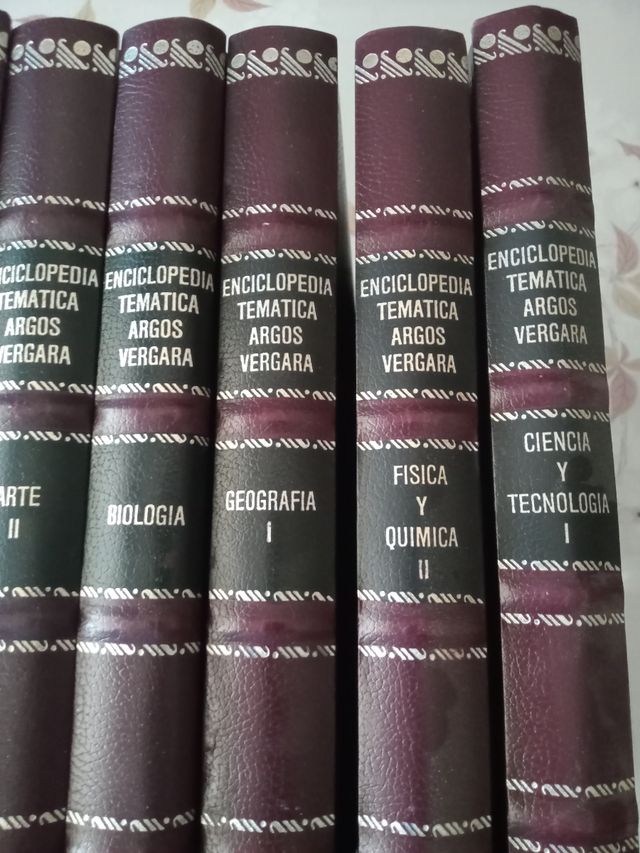 TEMATICA
ARGOS
VERGARA
ARTE
II
ENCICLOPEDIA
TEMATICA
ARGOS
VERGARA
BIOLOGIA
ENCICLOPEDIA
TEMATICA
ARGOS
VERGARA
GEOGRAFIA
I
ENCICLOPEDIA
TEMATICA
ARGOS
VERGARA
FISICA
Y
QUIMICA
II
ENCICLOPEDIA
TEMATICA
ARGOS
VERGARA
CIENCIA
Y
TECNOLOGIA
I